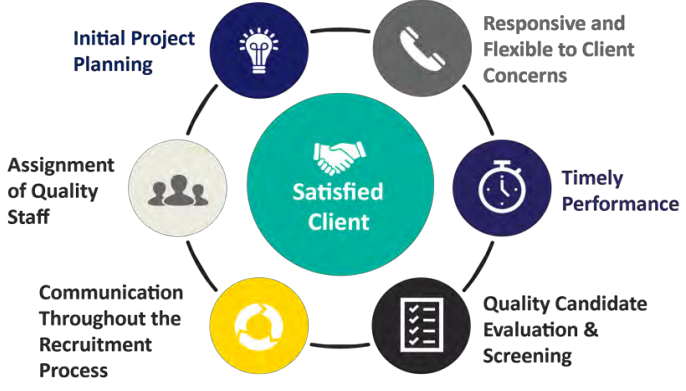 Initial Project
Planning
Responsive and
Flexible to Client
Concerns
Assignment
of Quality
Staff
Satisfied
Client
Timely
Performance
Communication
Throughout the
Recruitment
Process
Quality Candidate
Evaluation &
Screening